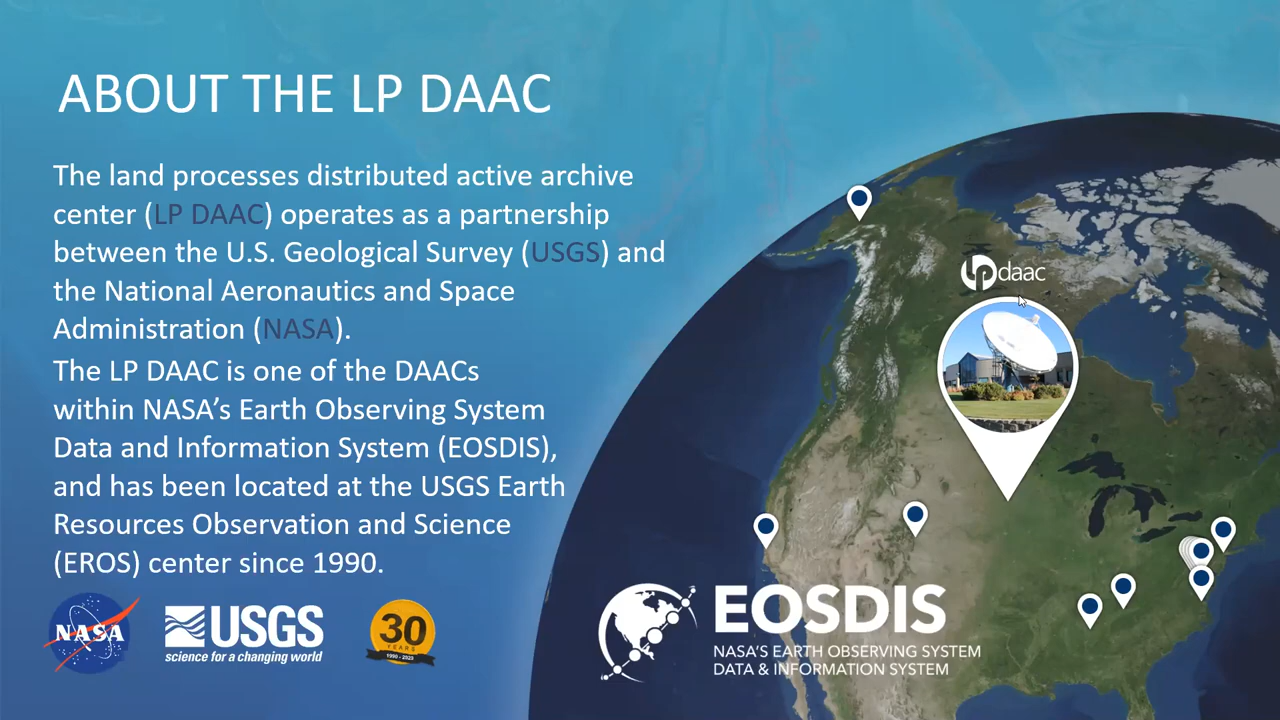 ABOUT THE LP DAAC
The land processes distributed active archive
center (LP DAAC) operates as a partnership
between the U.S. Geological Survey (USGS) and
the National Aeronautics and Space
Administration (NASA).
The LP DAAC is one of the DAACs
within NASA’s Earth Observing System
Data and Information System (EOSDIS),
and has been located at the USGS Earth
Resources Observation and Science
(EROS) center since 1990.
lp daac
NASA
USGS
science for a changing world
30
YEARS
1990 - 2020
EOSDIS
NASA'S EARTH OBSERVING SYSTEM
DATA & INFORMATION SYSTEM